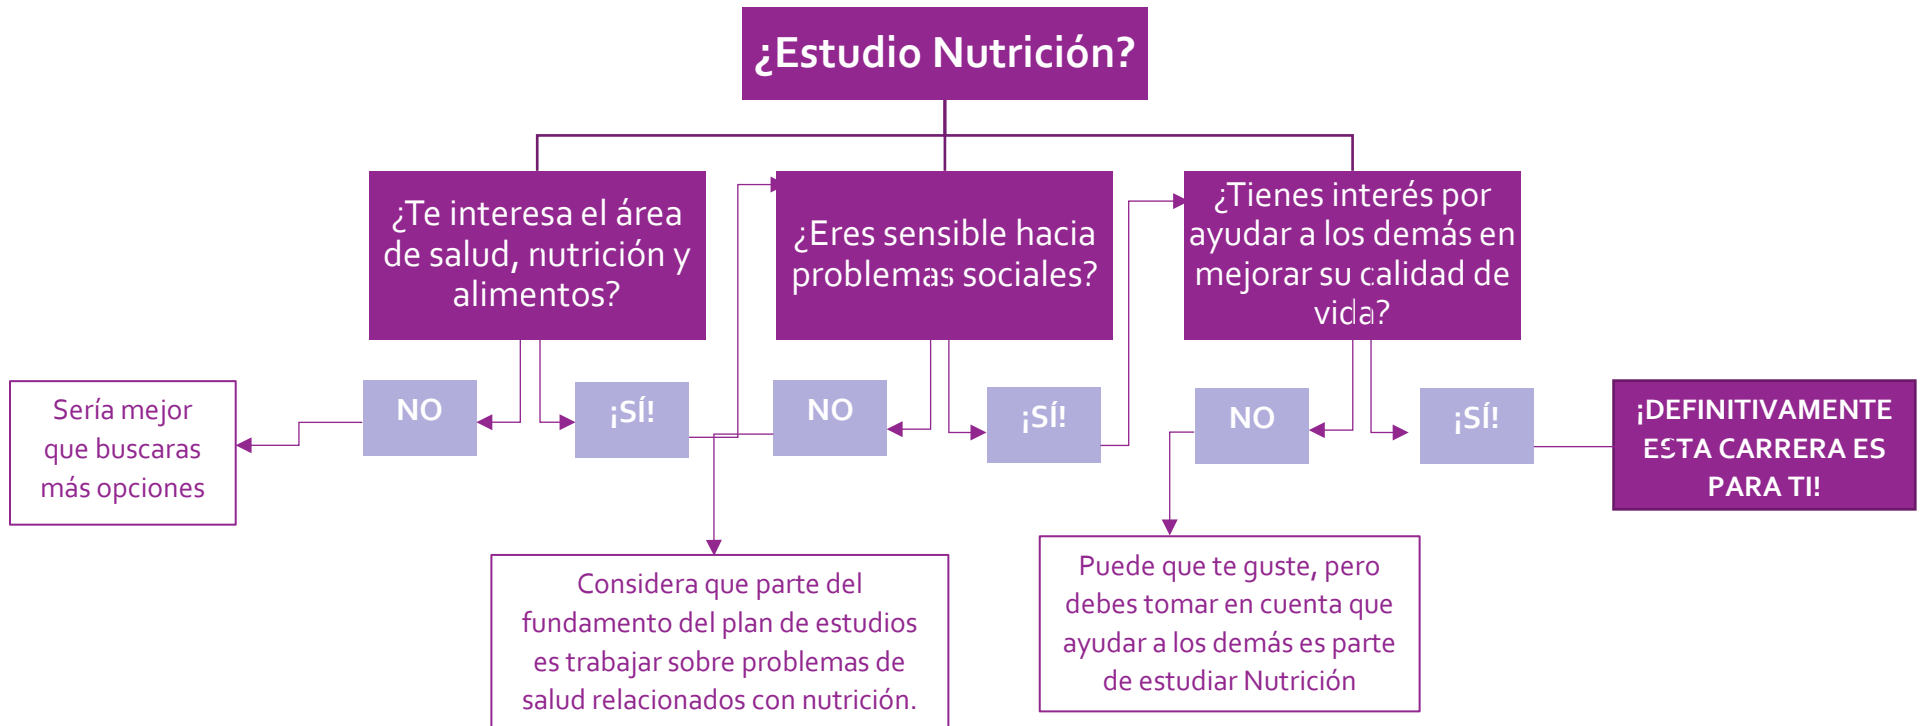 ¿Estudio Nutrición?
¿Te interesa el área
de salud, nutrición y
alimentos?
¿Eres sensible hacia
problemas sociales?
¿Tienes interés por
ayudar a los demás en
mejorar su calidad de
vida?
NO
¡SÍ!
NO
¡SÍ!
NO
¡SÍ!
Sería mejor
que buscaras
más opciones
¡DEFINITIVAMENTE
ESTA CARRERA ES
PARA TI!
Considera que parte del
fundamento del plan de estudios
es trabajar sobre problemas de
salud relacionados con nutrición.
Puede que te guste, pero
debes tomar en cuenta que
ayudar a los demás es parte
de estudiar Nutrición